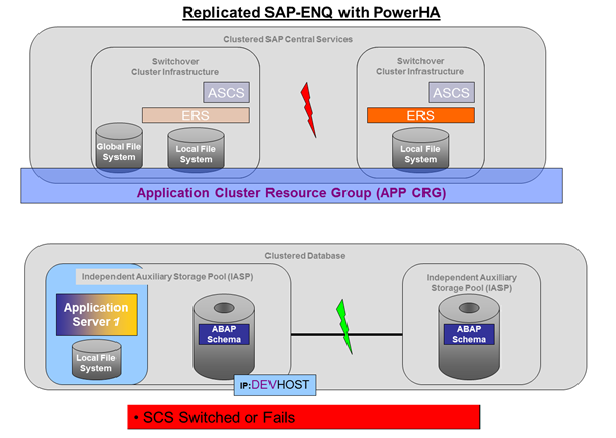 Replicated SAP-ENQ with PowerHA
Clustered SAP Central Services
Switchover
Cluster Infrastructure
ASCS
ERS
Global File
System
Local File
System
Switchover
Cluster Infrastructure
ASCS
ERS
Local File
System
Application Cluster Resource Group (APP CRG)
Clustered Database
Independent Auxiliary Storage Pool (IASP)
Application
Server 1
Local File
System
ABAP
Schema
IP:DEVHOST
Independent Auxiliary
Storage Pool (IASP)
ABAP
Schema
• SCS Switched or Fails